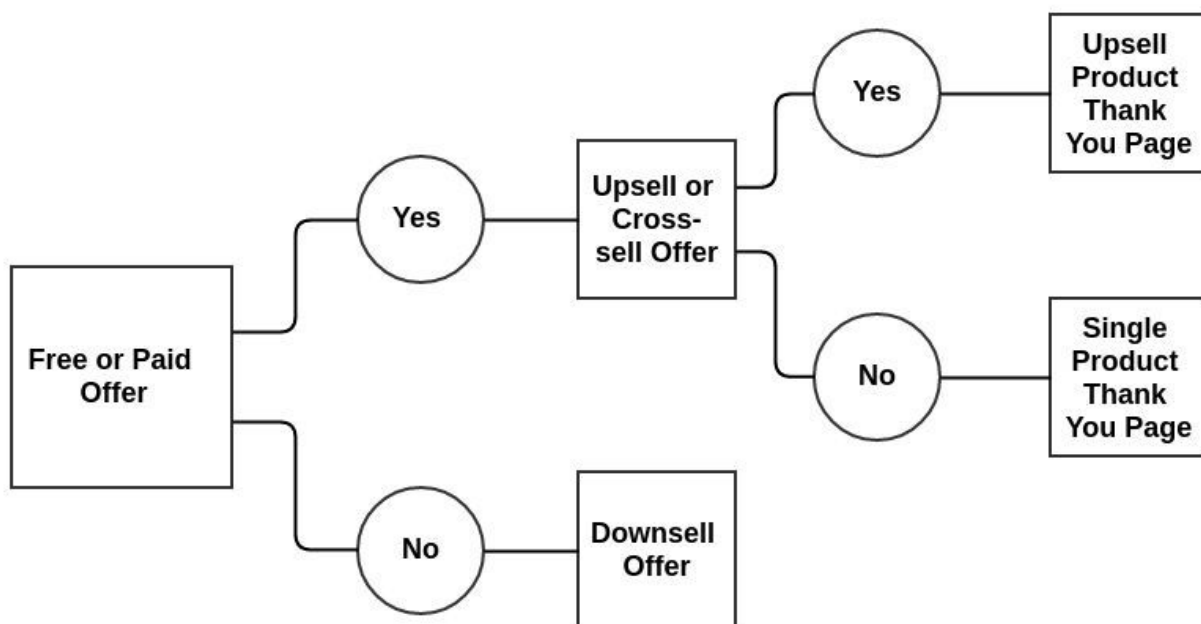 Free or Paid
Offer
Yes
No
Upsell or
Cross-
sell Offer
Downsell
Offer
Yes
No
Upsell
Product
Thank
You Page
Single
Product
Thank
You Page